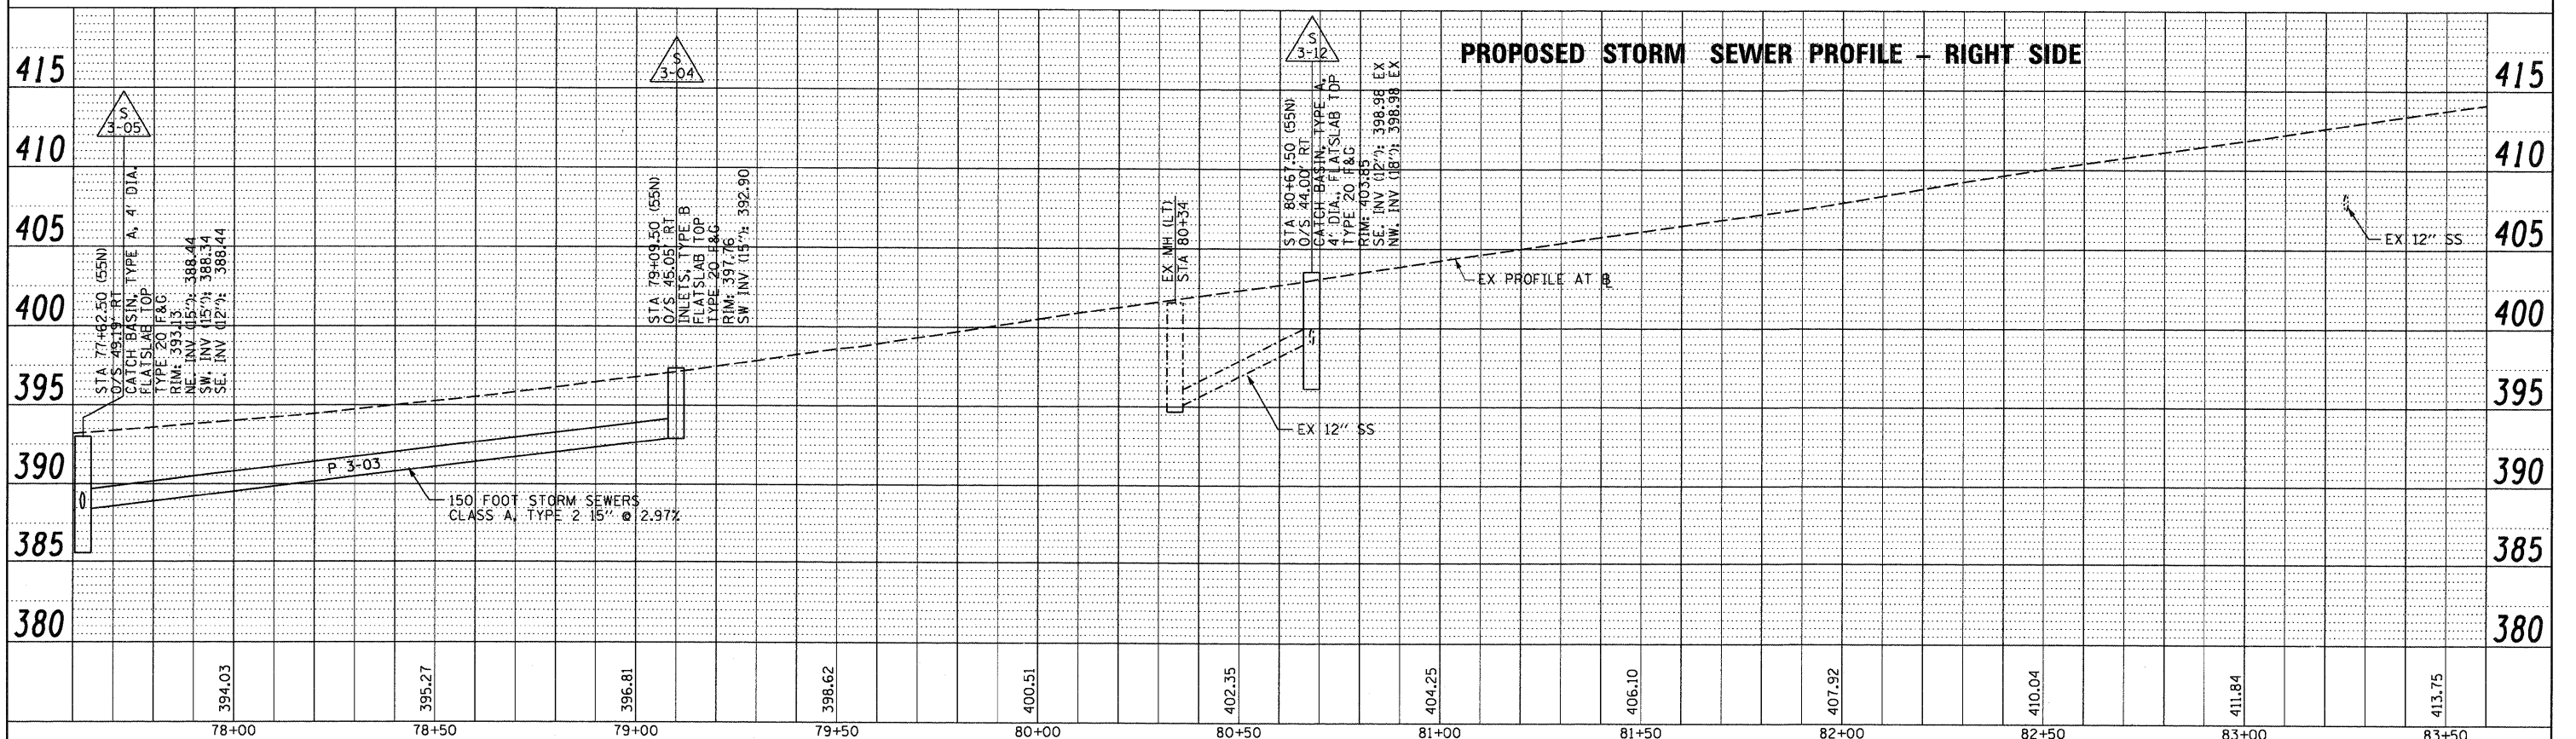 PROPOSED STORM SEWER PROFILE – RIGHT SIDE
415
410
405
400
395
390
385
380
S
3-05
STA 77+62.50 (55N)
O/S 49.19' RT
CATCH BASIN, TYPE A, 4' DIA.
FLATSLAB TOP
TYPE 20 F&G
RIM: 393.13
NE. INV (15"): 388.44
SW. INV (15"): 388.34
SE. INV (12"): 388.44
P 3-03
150 FOOT STORM SEWERS
CLASS A, TYPE 2 15" @ 2.97%
S
3-04
STA 79+09.50 (55N)
O/S 45.05' RT
INLETS, TYPE B
FLATSLAB TOP
TYPE 20 F&G
RIM: 397.76
SW INV (15"): 392.90
EX MH (LT)
STA 80+34
EX 12" SS
S
3-12
STA 80+67.50 (55N)
O/S 44.00' RT
CATCH BASIN, TYPE A,
4' DIA., FLATSLAB TOP
TYPE 20 F&G
RIM: 403.85
SE. INV (12"): 398.98 EX
NW. INV (18"): 398.98 EX
EX PROFILE AT BL
EX 12" SS
415
410
405
400
395
390
385
380
394.03
395.27
396.81
398.62
400.51
402.35
404.25
406.10
407.92
410.04
411.84
413.75
78+00
78+50
79+00
79+50
80+00
80+50
81+00
81+50
82+00
82+50
83+00
83+50